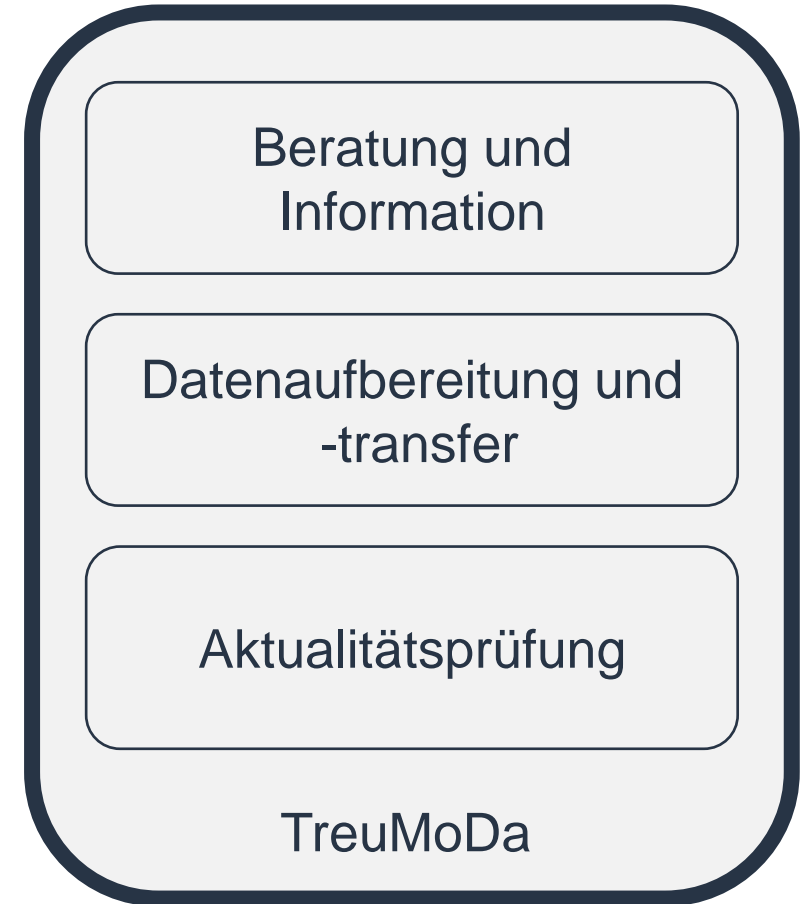 Beratung und
Information
Datenaufbereitung und
-transfer
Aktualitätsprüfung
TreuMoDa